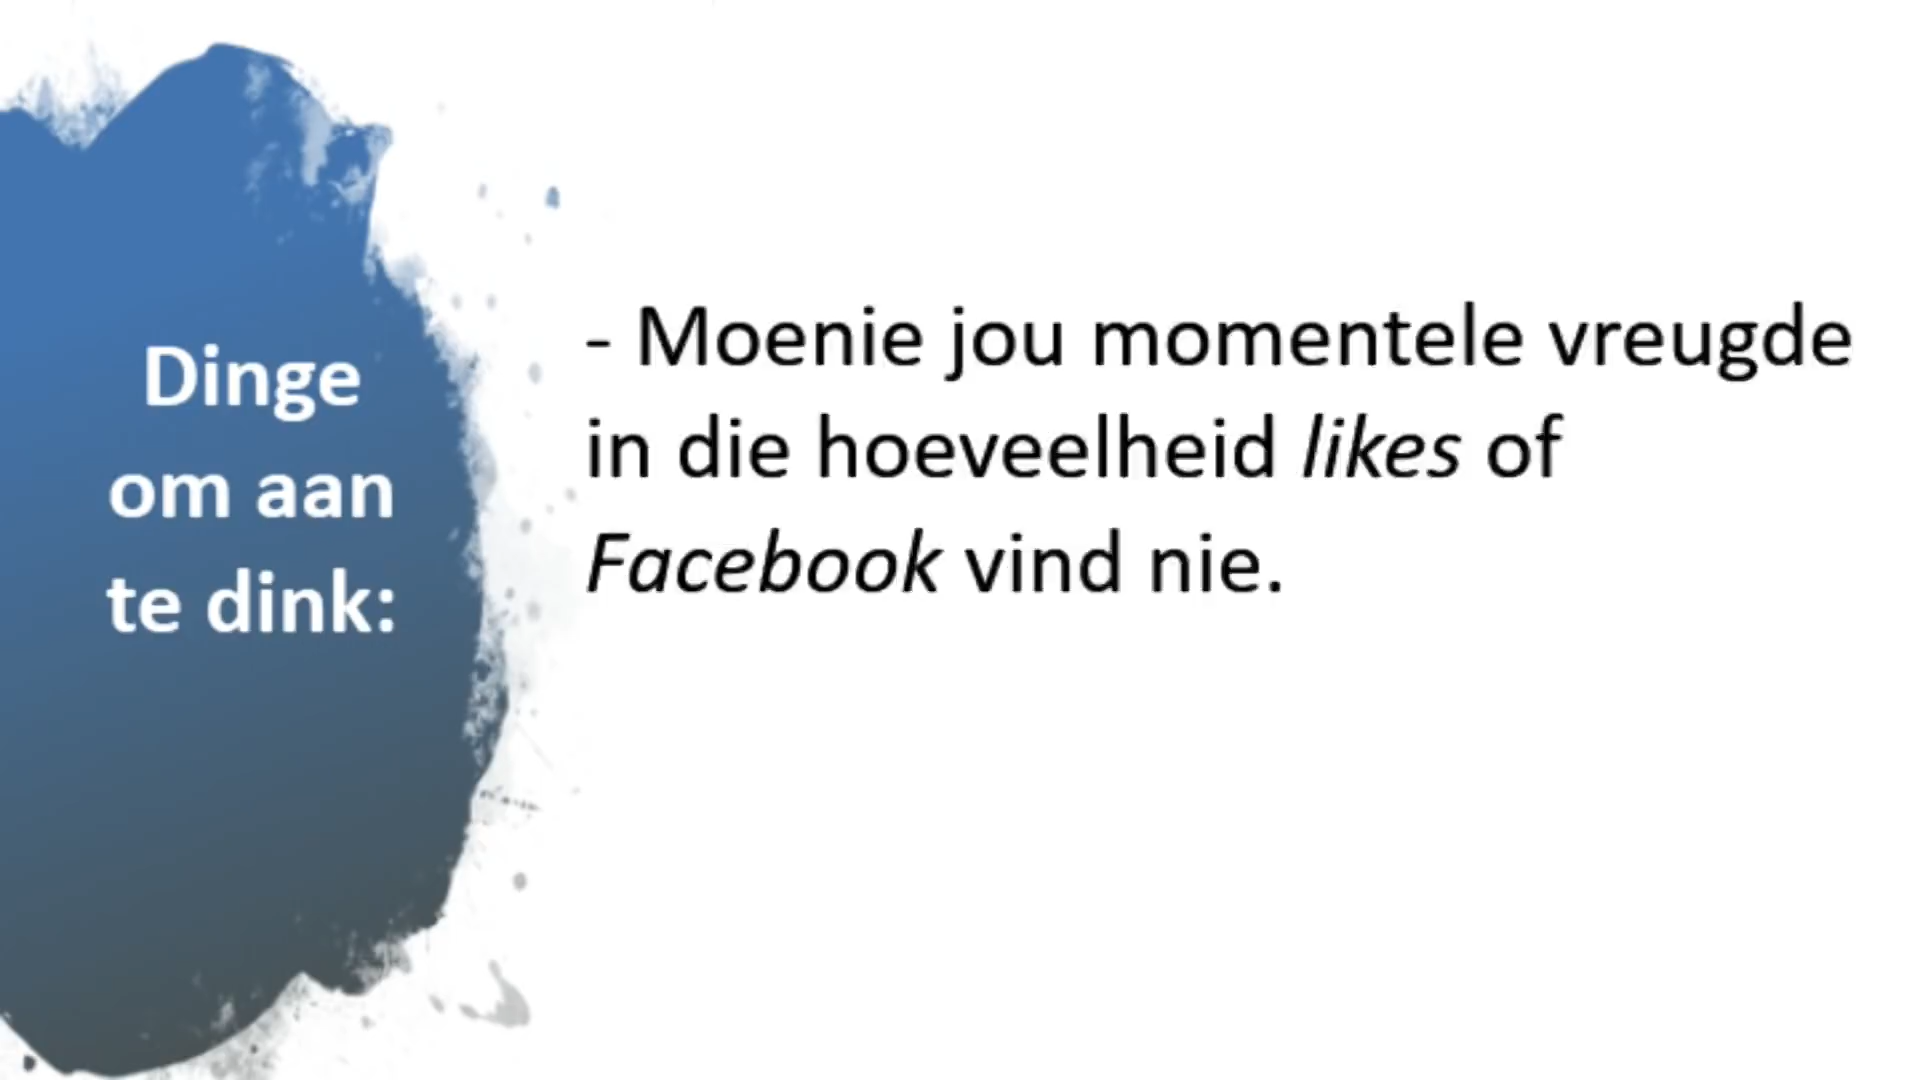 Dinge
om aan
te dink:
- Moenie jou momentele vreugde
in die hoeveelheid likes of
Facebook vind nie.